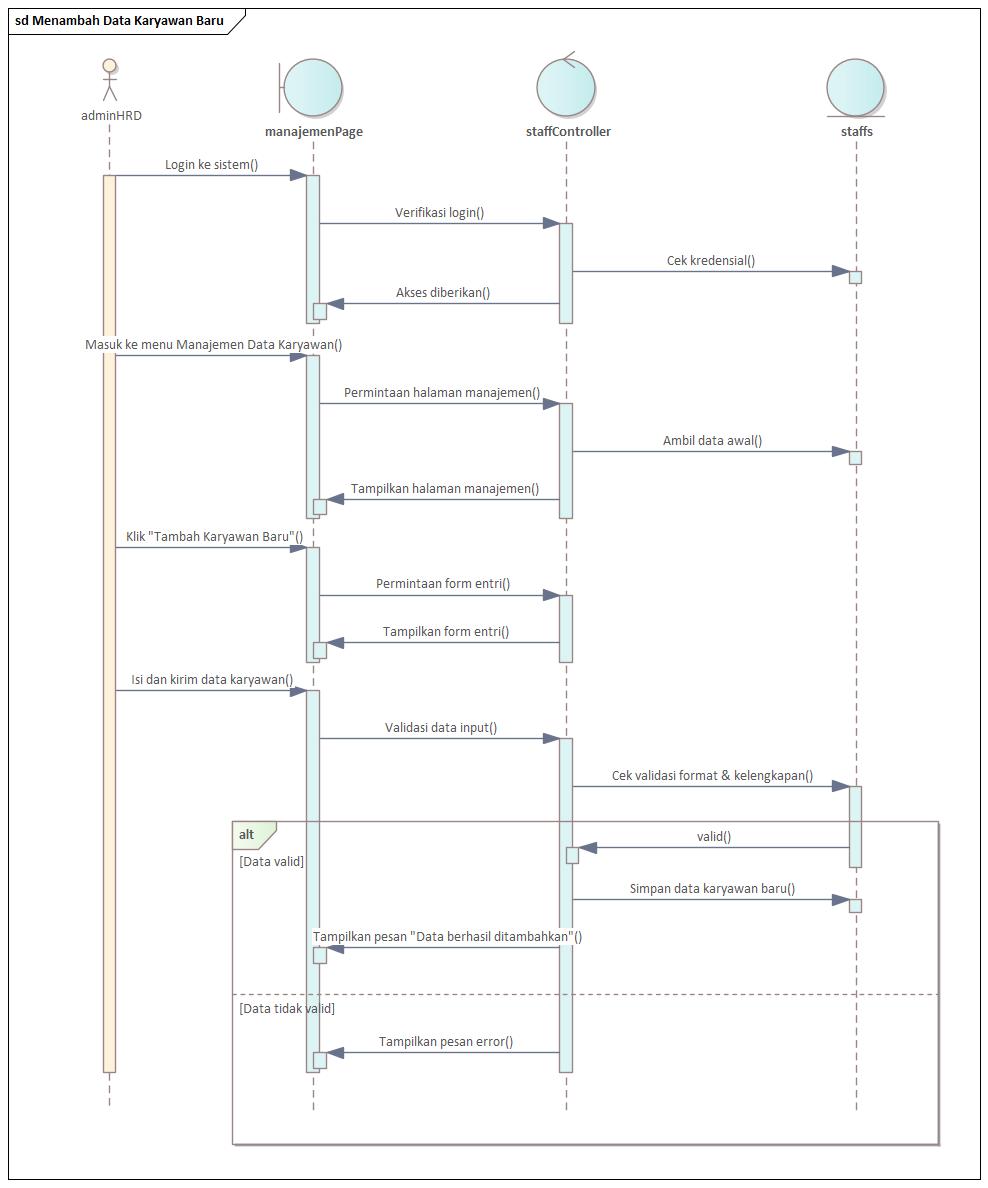 sd Menambah Data Karyawan Baru
adminHRD
manajemenPage
staffController
staffs
Login ke sistem()
Verifikasi login()
Cek kredensial()
Akses diberikan()
Masuk ke menu Manajemen Data Karyawan()
Permintaan halaman manajemen()
Ambil data awal()
Tampilkan halaman manajemen()
Klik "Tambah Karyawan Baru"()
Permintaan form entri()
Tampilkan form entri()
Isi dan kirim data karyawan()
Validasi data input()
Cek validasi format & kelengkapan()
alt
valid()
[Data valid]
Simpan data karyawan baru()
Tampilkan pesan "Data berhasil ditambahkan"()
[Data tidak valid]
Tampilkan pesan error()